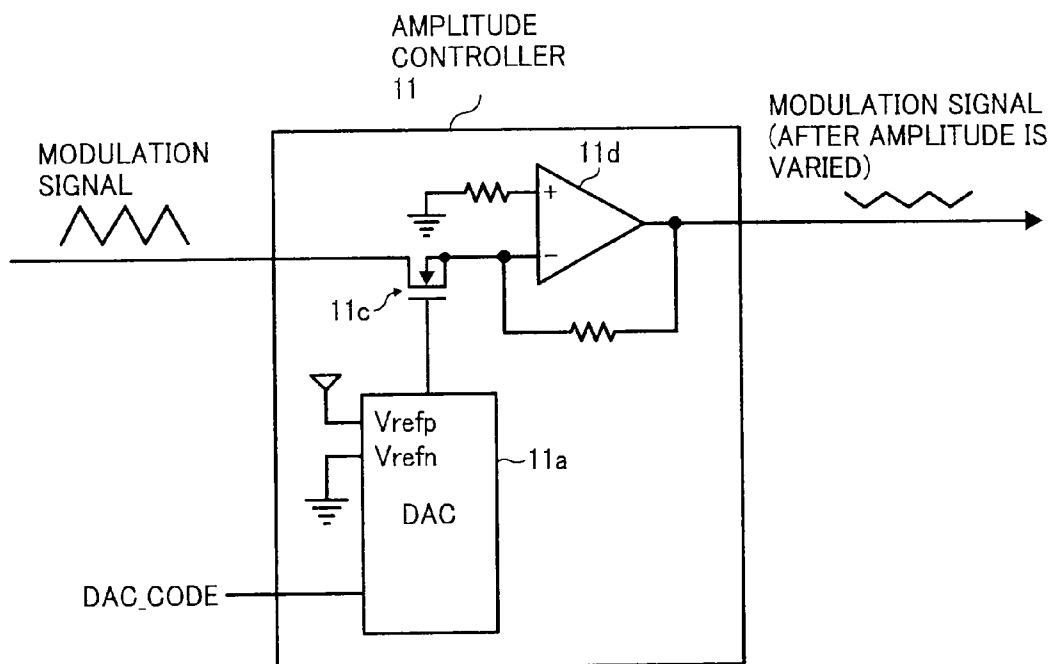 AMPLITUDE
CONTROLLER
11
MODULATION SIGNAL
(AFTER AMPLITUDE IS
VARIED)
MODULATION
SIGNAL
11d
+
−
11c
Vrefp
Vrefn
11a
DAC
DAC_CODE